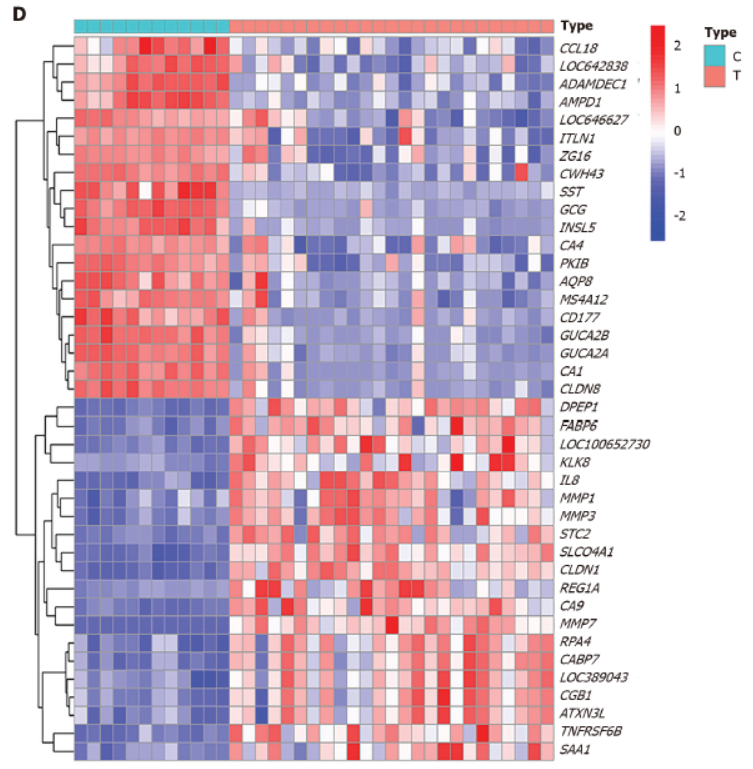 D
Type
CCL18
LOC642838
ADAMDEC1
AMPD1
LOC646627
ITLN1
ZG16
CWH43
SST
GCG
INSL5
CA4
PKIB
AQP8
MS4A12
CD177
GUCA2B
GUCA2A
CA1
CLDN8
DPEP1
FABP6
LOC100652730
KLK8
IL8
MMP1
MMP3
STC2
SLCO4A1
CLDN1
REG1A
CA9
MMP7
RPA4
CABP7
LOC389043
CGB1
ATXN3L
TNFRSF6B
SAA1
2
1
0
-1
-2
Type
C
T